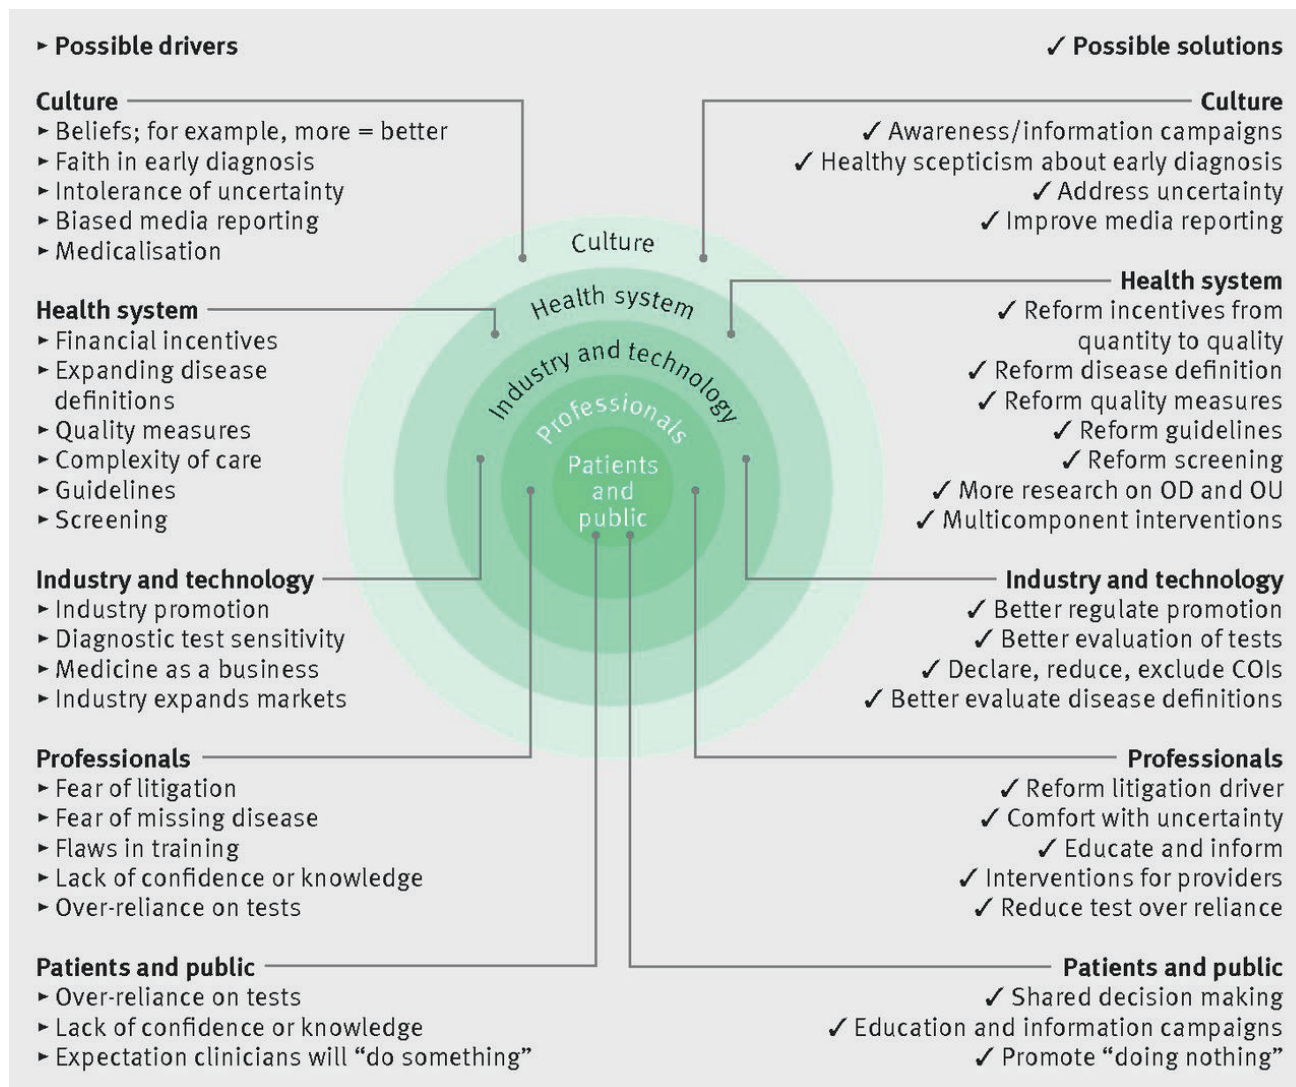 ► Possible drivers
Culture
► Beliefs; for example, more = better
► Faith in early diagnosis
► Intolerance of uncertainty
► Biased media reporting
► Medicalisation
Health system
► Financial incentives
► Expanding disease
definitions
► Quality measures
► Complexity of care
► Guidelines
► Screening
Industry and technology
► Industry promotion
► Diagnostic test sensitivity
► Medicine as a business
► Industry expands markets
Professionals
► Fear of litigation
► Fear of missing disease
► Flaws in training
► Lack of confidence or knowledge
► Over-reliance on tests
Patients and public
► Over-reliance on tests
► Lack of confidence or knowledge
► Expectation clinicians will “do something”
Culture
Health system
Industry and technology
Professionals
Patients
and
public
✓ Possible solutions
Culture
✓ Awareness/information campaigns
✓ Healthy scepticism about early diagnosis
✓ Address uncertainty
✓ Improve media reporting
Health system
✓ Reform incentives from
quantity to quality
✓ Reform disease definition
✓ Reform quality measures
✓ Reform guidelines
✓ Reform screening
✓ More research on OD and OU
✓ Multicomponent interventions
Industry and technology
✓ Better regulate promotion
✓ Better evaluation of tests
✓ Declare, reduce, exclude COIs
✓ Better evaluate disease definitions
Professionals
✓ Reform litigation driver
✓ Comfort with uncertainty
✓ Educate and inform
✓ Interventions for providers
✓ Reduce test over reliance
Patients and public
✓ Shared decision making
✓ Education and information campaigns
✓ Promote “doing nothing”